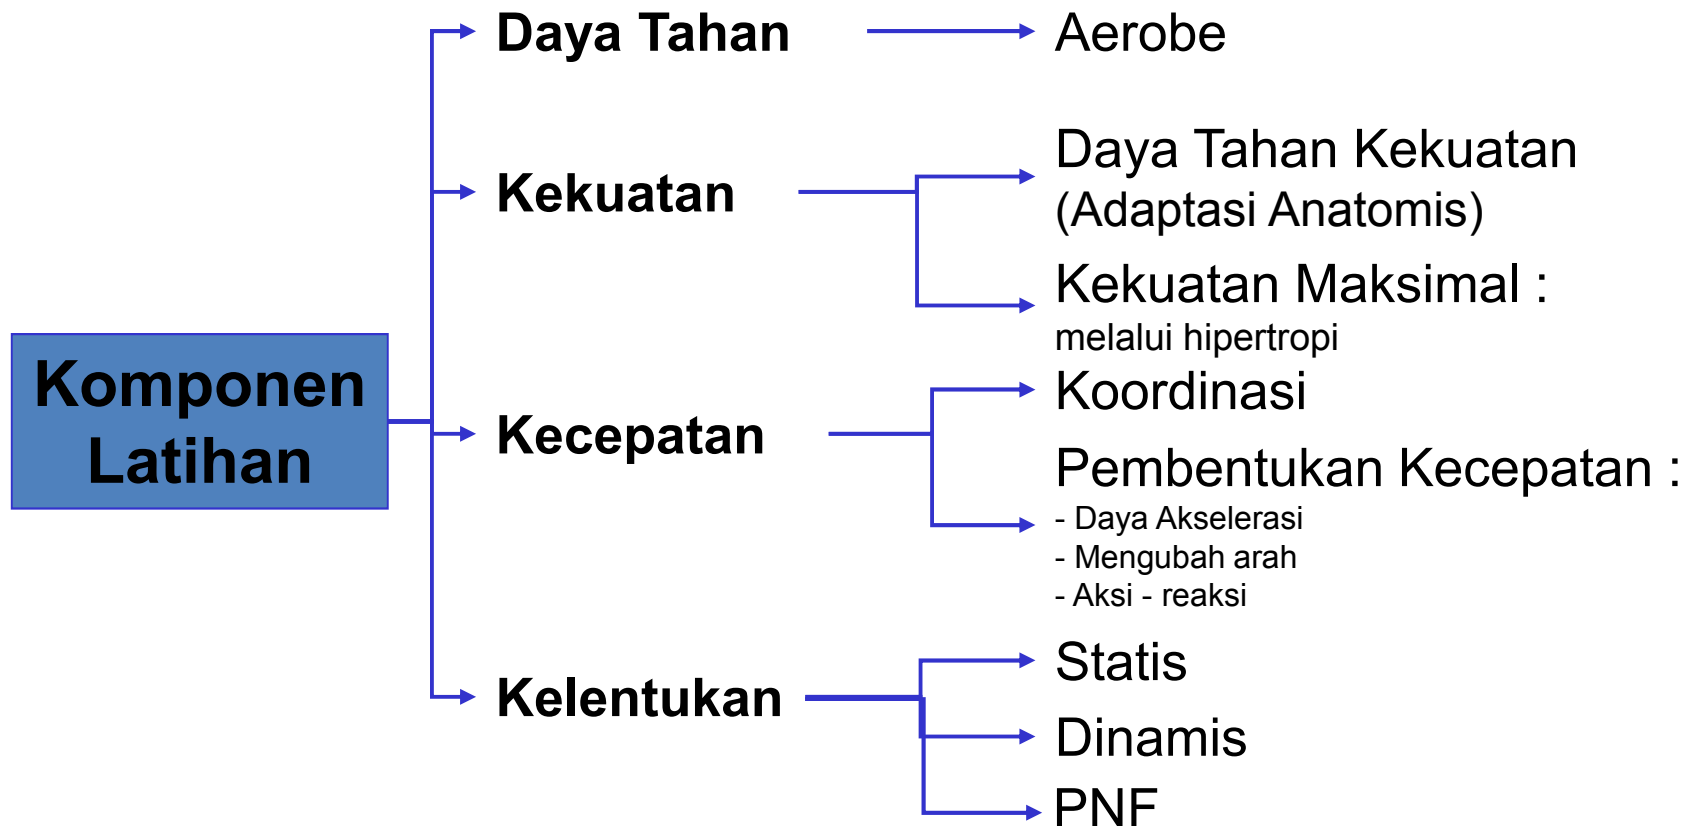 Komponen
Latihan
Daya Tahan
Aerobe
Kekuatan
Daya Tahan Kekuatan
(Adaptasi Anatomis)
Kekuatan Maksimal :
melalui hipertropi
Kecepatan
Koordinasi
Pembentukan Kecepatan :
- Daya Akselerasi
- Mengubah arah
- Aksi - reaksi
Kelentukan
Statis
Dinamis
PNF